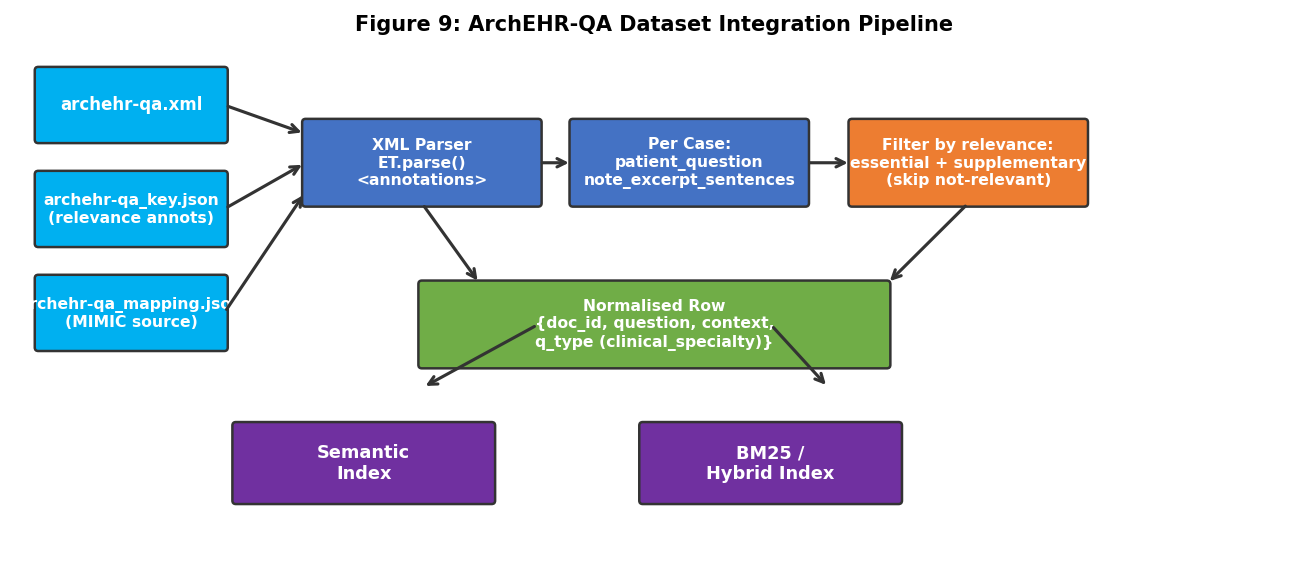 Figure 9: ArchEHR-QA Dataset Integration Pipeline
archehr-qa.xml
archehr-qa_key.json
(relevance annots)
rchehr-qa_mapping.jso
(MIMIC source)
XML Parser
ET.parse()
<annotations>
Per Case:
patient_question
note_excerpt_sentences
Filter by relevance:
essential + supplementary
(skip not-relevant)
Normalised Row
{doc_id, question, context,
q_type (clinical_specialty)}
Semantic
Index
BM25 /
Hybrid Index